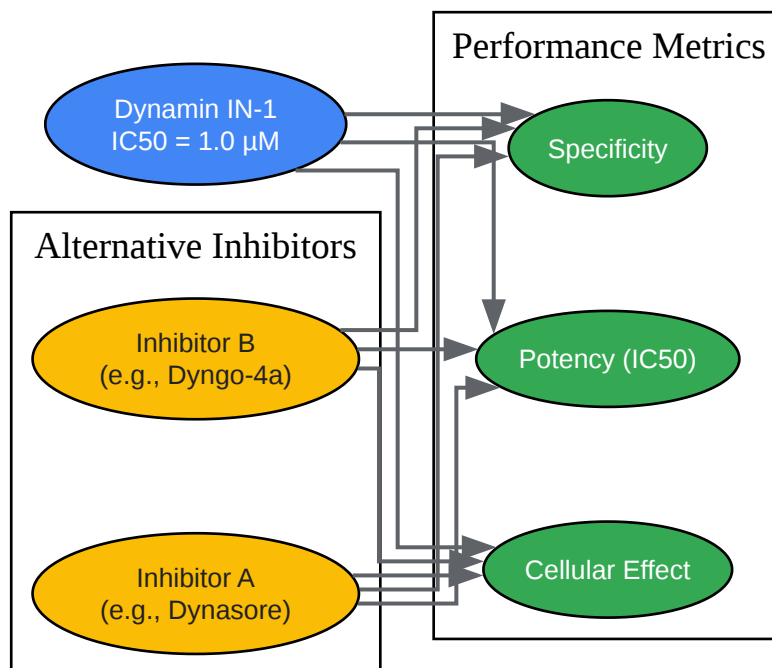 Performance Metrics
Dynamin IN-1
IC50 = 1.0 µM
Specificity
Alternative Inhibitors
Inhibitor B
(e.g., Dyngo-4a)
Potency (IC50)
Inhibitor A
(e.g., Dynasore)
Cellular Effect